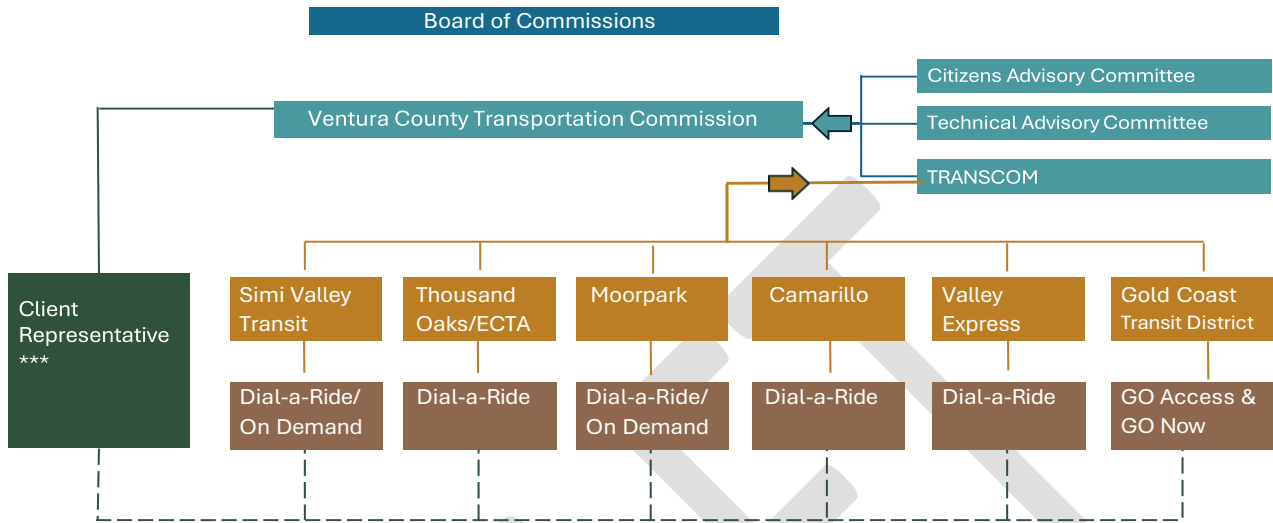 Board of Commissions
Citizens Advisory Committee
Ventura County Transportation Commission
Technical Advisory Committee
TRANSCOM
Client
Representative
***
Simi Valley
Transit
Thousand
Oaks/ECTA
Moorpark
Camarillo
Valley
Express
Gold Coast
Transit District
Dial-a-Ride/
On Demand
Dial-a-Ride
Dial-a-Ride/
On Demand
Dial-a-Ride
Dial-a-Ride
GO Access &
GO Now